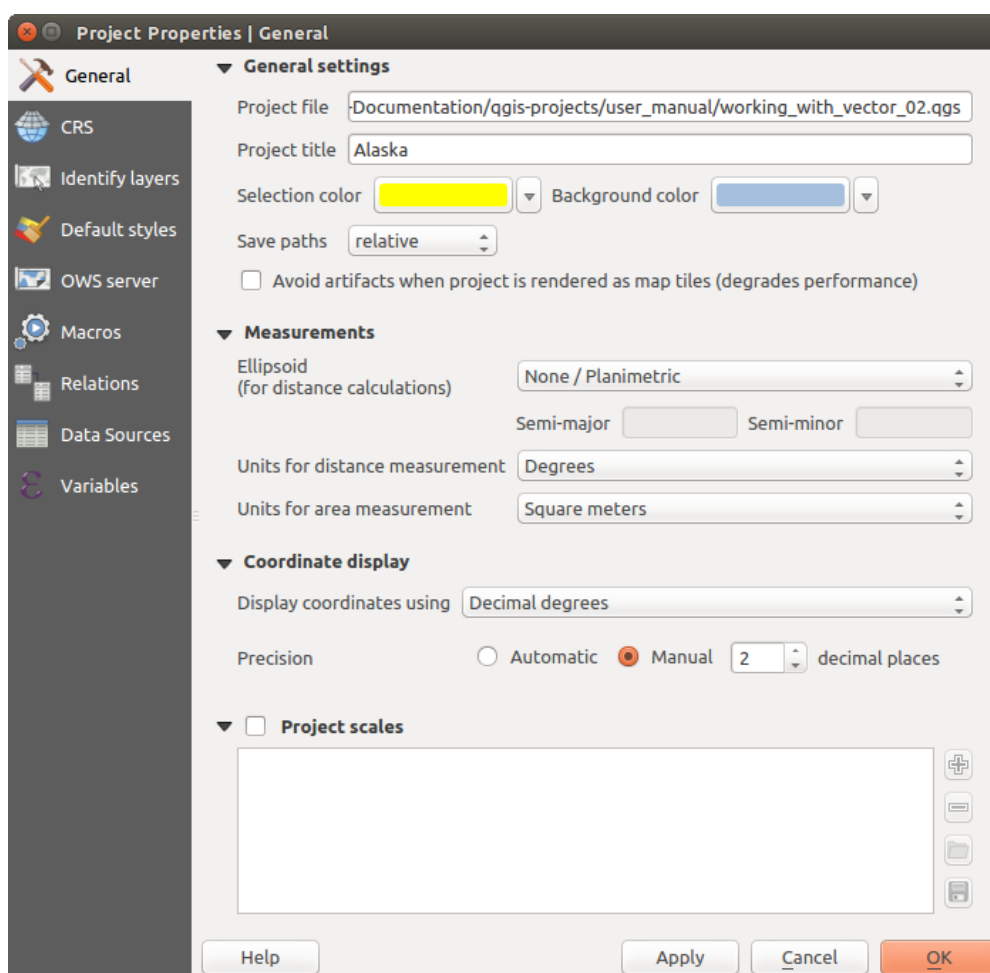 Project Properties | General
General
CRS
Identify layers
Default styles
OWS server
Macros
Relations
Data Sources
Variables
General settings
Project file -Documentation/qgis-projects/user_manual/working_with_vector_02.qgs
Project title Alaska
Selection color Background color
Save paths relative
Avoid artifacts when project is rendered as map tiles (degrades performance)
Measurements
Ellipsoid
(for distance calculations) None / Planimetric
Semi-major Semi-minor
Units for distance measurement Degrees
Units for area measurement Square meters
Coordinate display
Display coordinates using Decimal degrees
Precision Automatic Manual 2 decimal places
Project scales
Help Apply Cancel OK